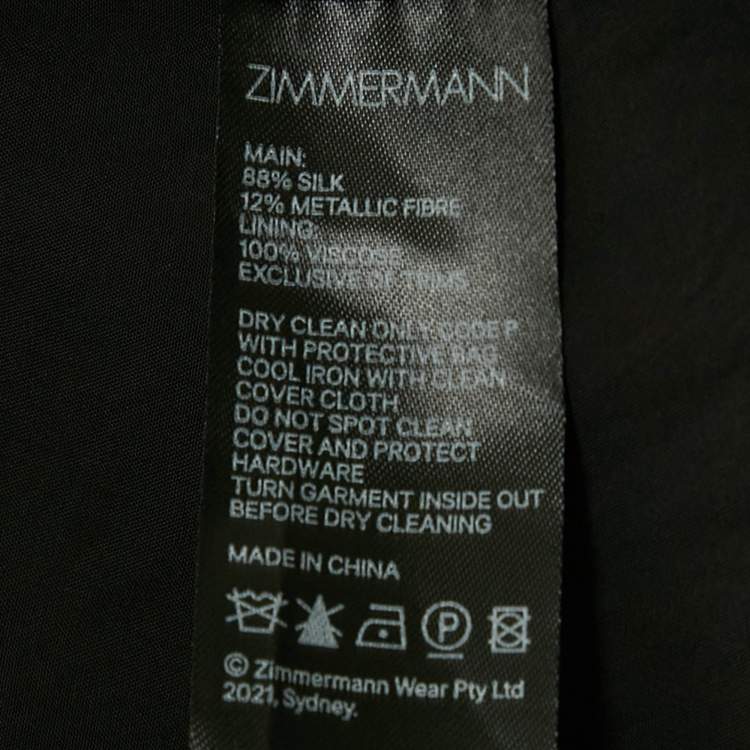 ZIMMERMANN
MAIN:
88% SILK
12% METALLIC FIBRE
LINING:
100% VISCOSE
EXCLUSIVE OF TRIMS
DRY CLEAN ONLY CODE P
WITH PROTECTIVE BAG
COOL IRON WITH CLEAN
COVER CLOTH
DO NOT SPOT CLEAN
COVER AND PROTECT
HARDWARE
TURN GARMENT INSIDE OUT
BEFORE DRY CLEANING
MADE IN CHINA
P
© Zimmermann Wear Pty Ltd
2021, Sydney.